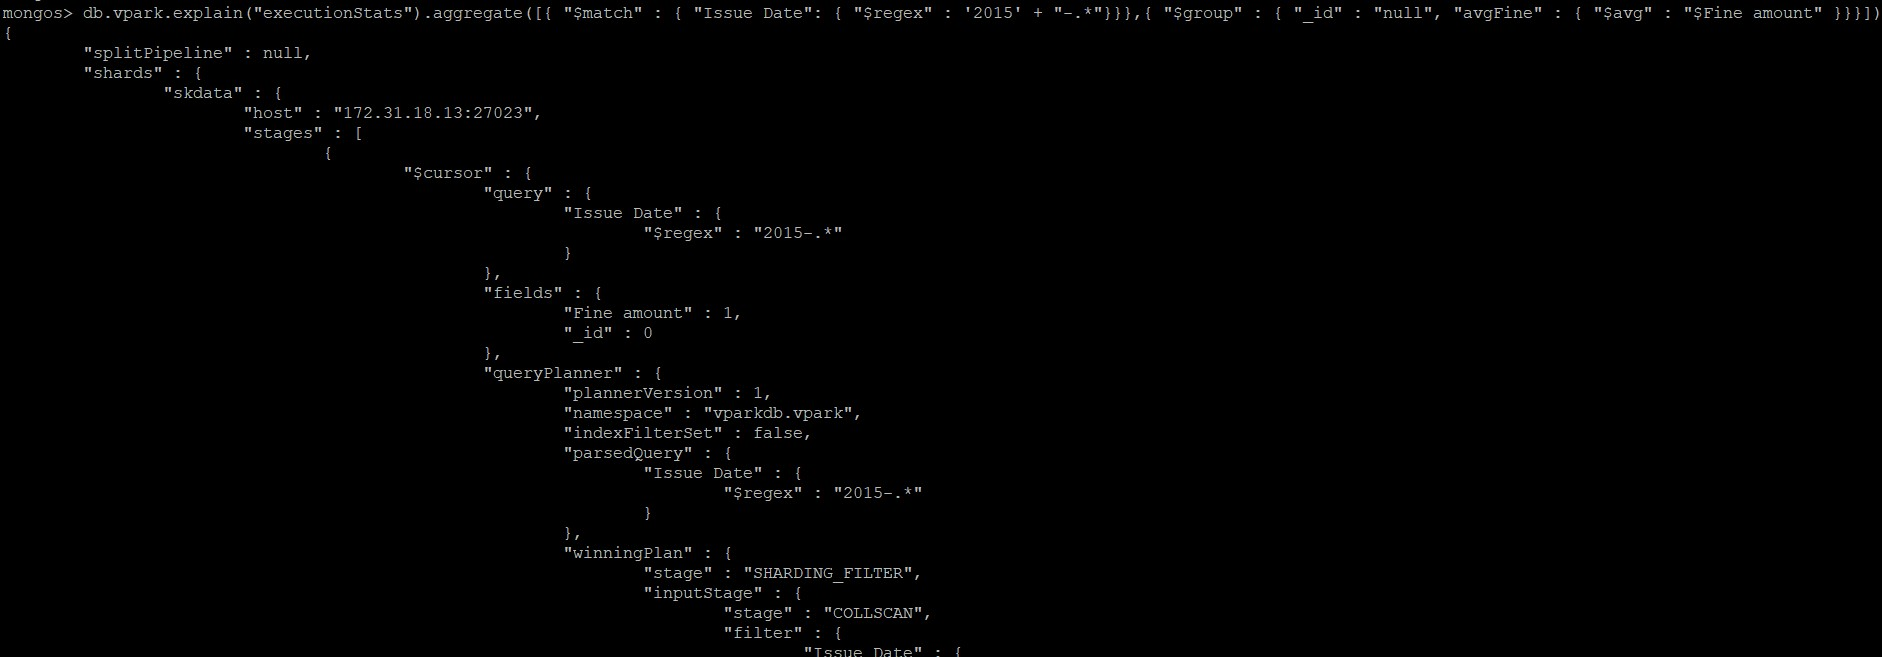 mongos> db.vpark.explain("executionStats").aggregate([{ "$match" : { "Issue Date": { "$regex" : '2015' + "-.*"}}},{ "$group" : { "_id" : "null", "avgFine" : { "$avg" : "$Fine amount" }}}])
{
"splitPipeline" : null,
"shards" : {
"skdata" : {
"host" : "172.31.18.13:27023",
"stages" : [
{
"$cursor" : {
"query" : {
"Issue Date" : {
"$regex" : "2015-.*"
}
},
"fields" : {
"Fine amount" : 1,
"_id" : 0
},
"queryPlanner" : {
"plannerVersion" : 1,
"namespace" : "vparkdb.vpark",
"indexFilterSet" : false,
"parsedQuery" : {
"Issue Date" : {
"$regex" : "2015-.*"
}
},
"winningPlan" : {
"stage" : "SHARDING_FILTER",
"inputStage" : {
"stage" : "COLLSCAN",
"filter" : {
"Issue Date" : {